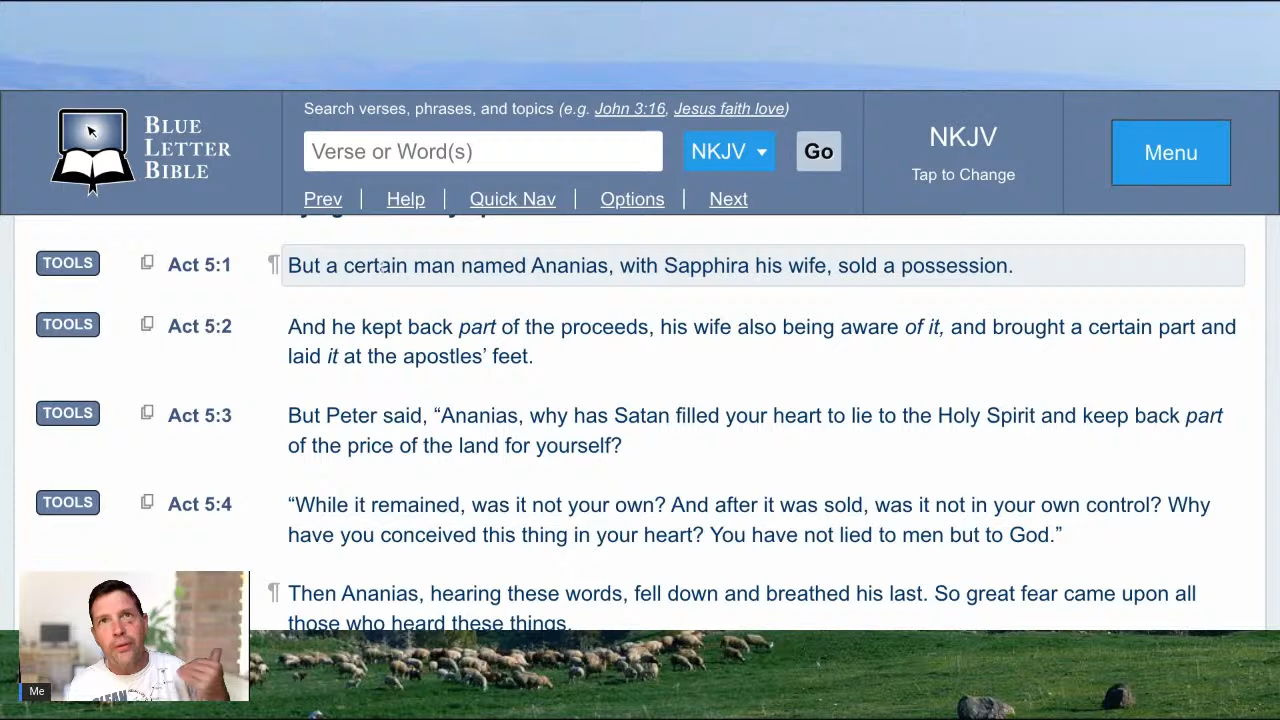 Search verses, phrases, and topics (e.g. John 3:16, Jesus faith love)
BLUE
LETTER
BIBLE
Verse or Word(s)
NKJV
Go
NKJV
Tap to Change
Menu
Prev | Help | Quick Nav | Options | Next
TOOLS Act 5:1 ¶ But a certain man named Ananias, with Sapphira his wife, sold a possession.
TOOLS Act 5:2 And he kept back part of the proceeds, his wife also being aware of it, and brought a certain part and
laid it at the apostles’ feet.
TOOLS Act 5:3 But Peter said, “Ananias, why has Satan filled your heart to lie to the Holy Spirit and keep back part
of the price of the land for yourself?
TOOLS Act 5:4 “While it remained, was it not your own? And after it was sold, was it not in your own control? Why
have you conceived this thing in your heart? You have not lied to men but to God.”
¶ Then Ananias, hearing these words, fell down and breathed his last. So great fear came upon all
those who heard these things.
Me